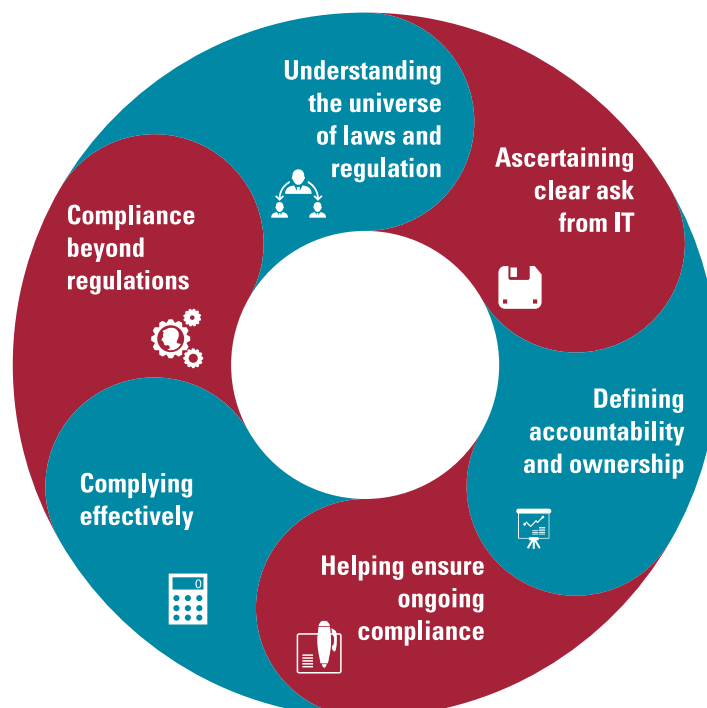 Understanding
the universe
of laws and
regulation
Ascertaining
clear ask
from IT
Defining
accountability
and ownership
Helping ensure
ongoing
compliance
Complying
effectively
0
Compliance
beyond
regulations